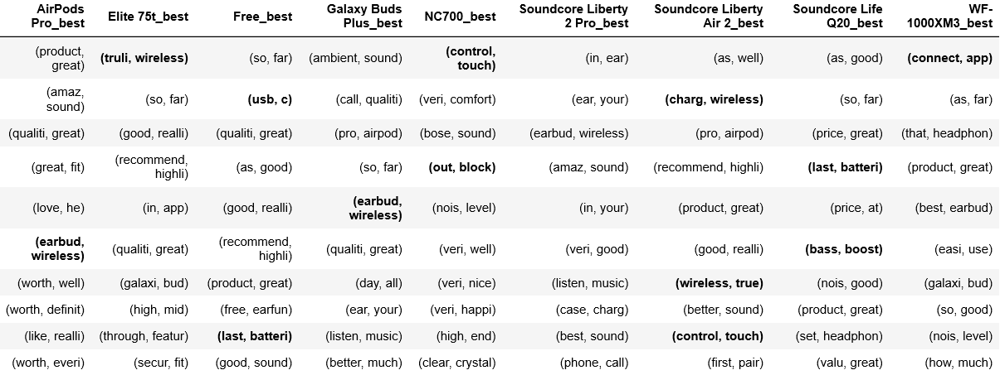 AirPods Pro_best Elite 75t_best Free_best Galaxy Buds Plus_best NC700_best Soundcore Liberty 2 Pro_best Soundcore Liberty Air 2_best Soundcore Life Q20_best WF-1000XM3_best
(product, great) (truli, wireless) (so, far) (ambient, sound) (control, touch) (in, ear) (as, well) (as, good) (connect, app)
(amaz, sound) (so, far) (usb, c) (call, qualiti) (veri, comfort) (ear, your) (charg, wireless) (so, far) (as, far)
(qualiti, great) (good, realli) (qualiti, great) (pro, airpod) (bose, sound) (earbud, wireless) (pro, airpod) (price, great) (that, headphon)
(great, fit) (recommend, highli) (as, good) (so, far) (out, block) (amaz, sound) (recommend, highli) (last, batteri) (product, great)
(love, he) (in, app) (good, realli) (earbud, wireless) (nois, level) (in, your) (product, great) (price, at) (best, earbud)
(earbud, wireless) (qualiti, great) (recommend, highli) (qualiti, great) (veri, well) (veri, good) (good, realli) (bass, boost) (easi, use)
(worth, well) (galaxi, bud) (product, great) (day, all) (veri, nice) (listen, music) (wireless, true) (nois, good) (galaxi, bud)
(worth, definit) (high, mid) (free, earfun) (ear, your) (veri, happi) (case, charg) (better, sound) (product, great) (so, good)
(like, realli) (through, featur) (last, batteri) (listen, music) (high, end) (best, sound) (control, touch) (set, headphon) (nois, level)
(worth, everi) (secur, fit) (good, sound) (better, much) (clear, crystal) (phone, call) (first, pair) (valu, great) (how, much)